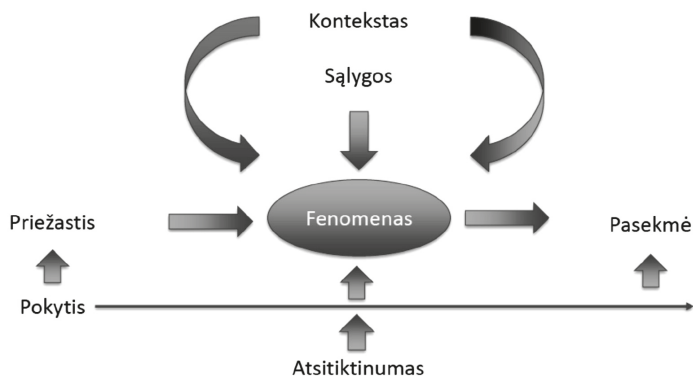 Kontekstas
Sąlygos
Priežastis
Fenomenas
Pasekmė
Pokytis
Atsitiktinumas